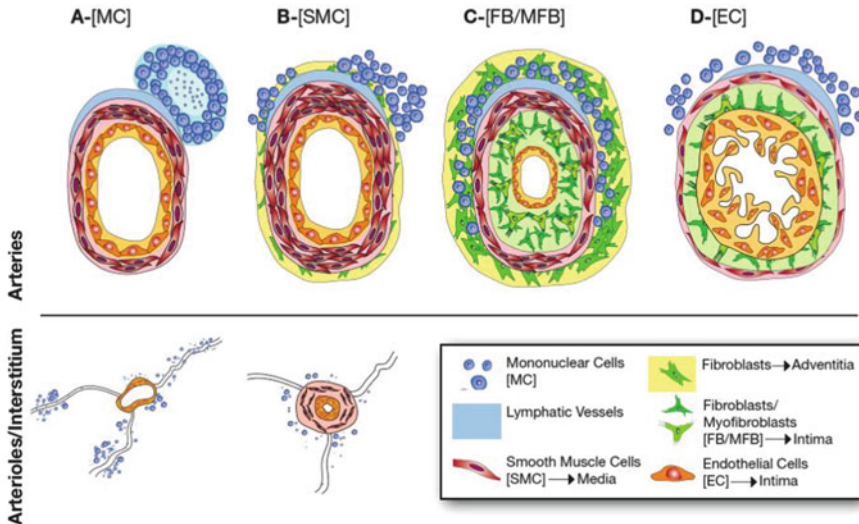 A-[MC]
B-[SMC]
C-[FB/MFB]
D-[EC]
Arteries
Arterioles/Interstitium
Mononuclear Cells
[MC]
Lymphatic Vessels
Smooth Muscle Cells
[SMC] → Media
Fibroblasts → Adventitia
Fibroblasts/
Myofibroblasts
[FB/MFB] → Intima
Endothelial Cells
[EC] → Intima